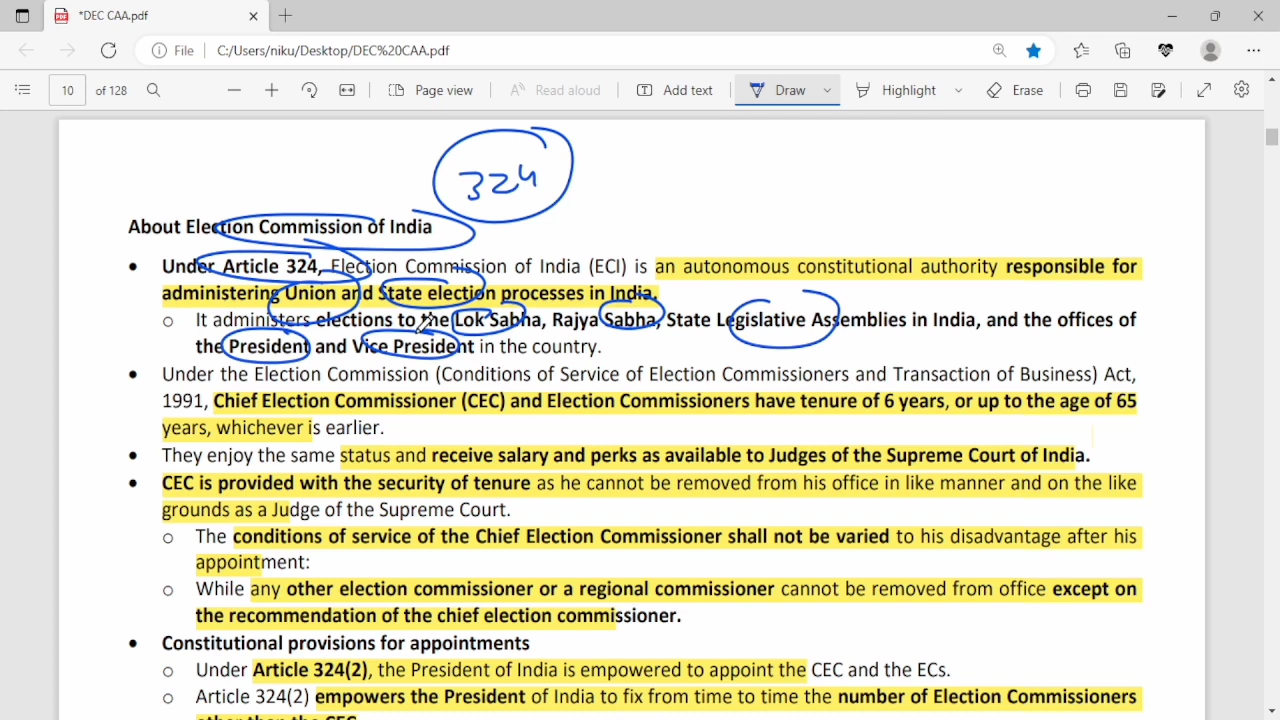 *DEC CAA.pdf
File C:/Users/niku/Desktop/DEC%20CAA.pdf
10 of 128 Page view Read aloud Add text Draw Highlight Erase
324
About Election Commission of India
• Under Article 324, Election Commission of India (ECI) is an autonomous constitutional authority responsible for
administering Union and State election processes in India.
o It administers elections to the Lok Sabha, Rajya Sabha, State Legislative Assemblies in India, and the offices of
the President and Vice President in the country.
• Under the Election Commission (Conditions of Service of Election Commissioners and Transaction of Business) Act,
1991, Chief Election Commissioner (CEC) and Election Commissioners have tenure of 6 years, or up to the age of 65
years, whichever is earlier.
• They enjoy the same status and receive salary and perks as available to Judges of the Supreme Court of India.
• CEC is provided with the security of tenure as he cannot be removed from his office in like manner and on the like
grounds as a Judge of the Supreme Court.
o The conditions of service of the Chief Election Commissioner shall not be varied to his disadvantage after his
appointment:
o While any other election commissioner or a regional commissioner cannot be removed from office except on
the recommendation of the chief election commissioner.
• Constitutional provisions for appointments
o Under Article 324(2), the President of India is empowered to appoint the CEC and the ECs.
o Article 324(2) empowers the President of India to fix from time to time the number of Election Commissioners
other than the CEC.